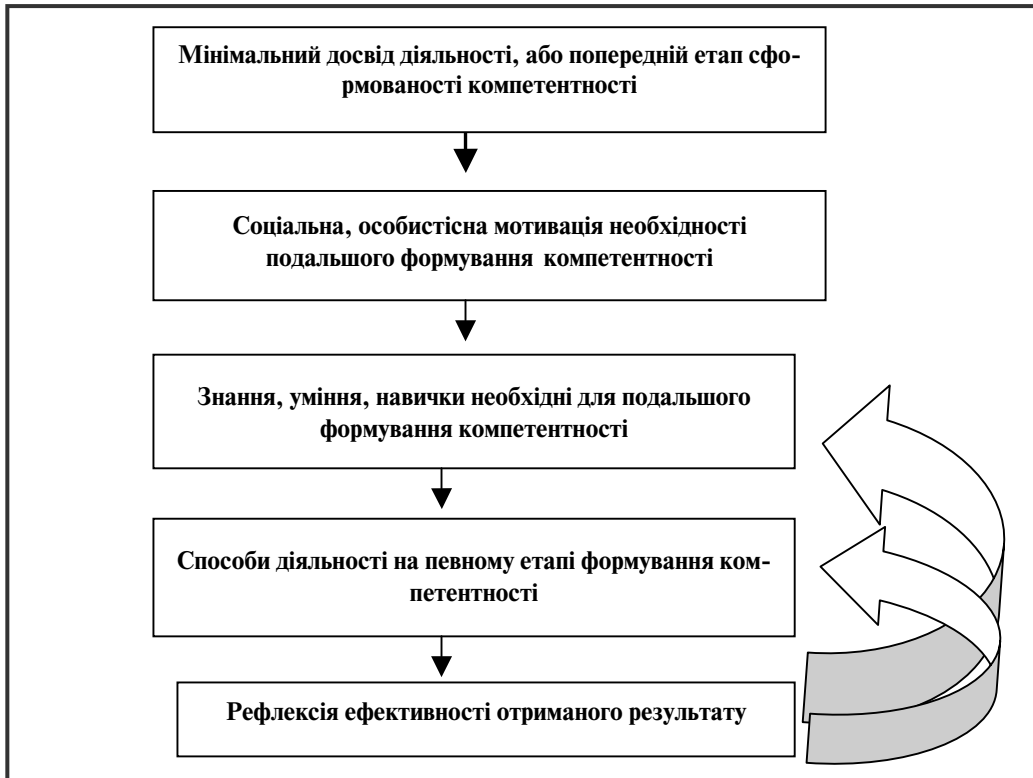 Мінімальний досвід діяльності, або попередній етап сфо-
рмованості компетентності
Соціальна, особистісна мотивація необхідності
подальшого формування компетентності
Знання, уміння, навички необхідні для подальшого
формування компетентності
Способи діяльності на певному етапі формування ком-
петентності
Рефлексія ефективності отриманого результату